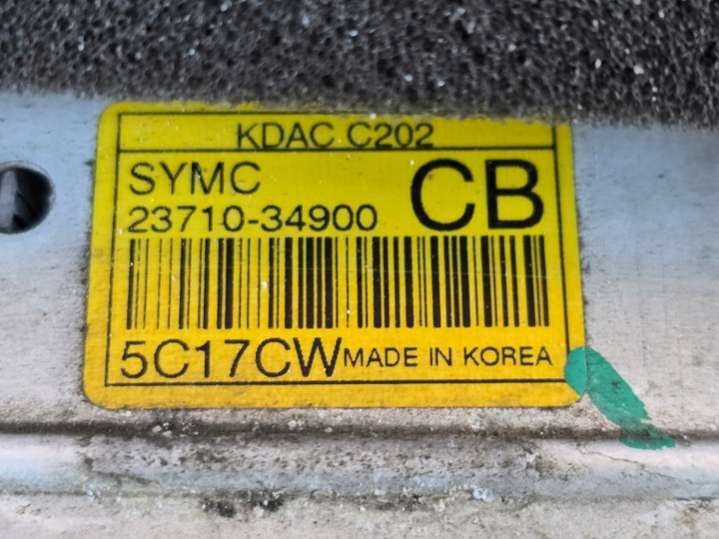 KDAC C202
SYMC CB
23710-34900
5C17CW MADE IN KOREA